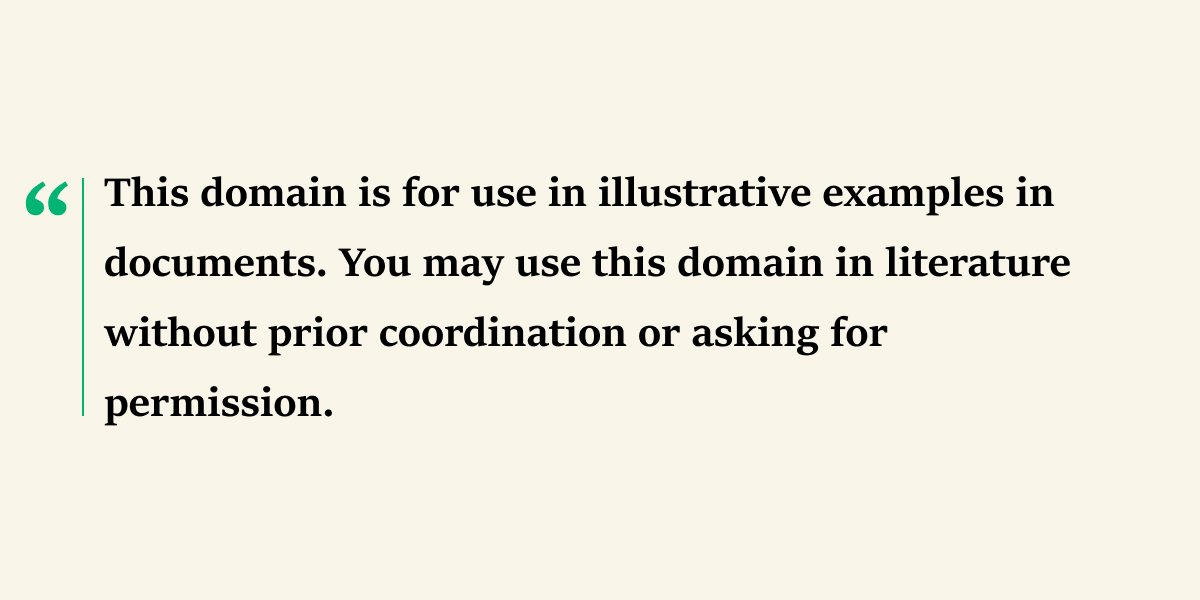 “This domain is for use in illustrative examples in
documents. You may use this domain in literature
without prior coordination or asking for
permission.